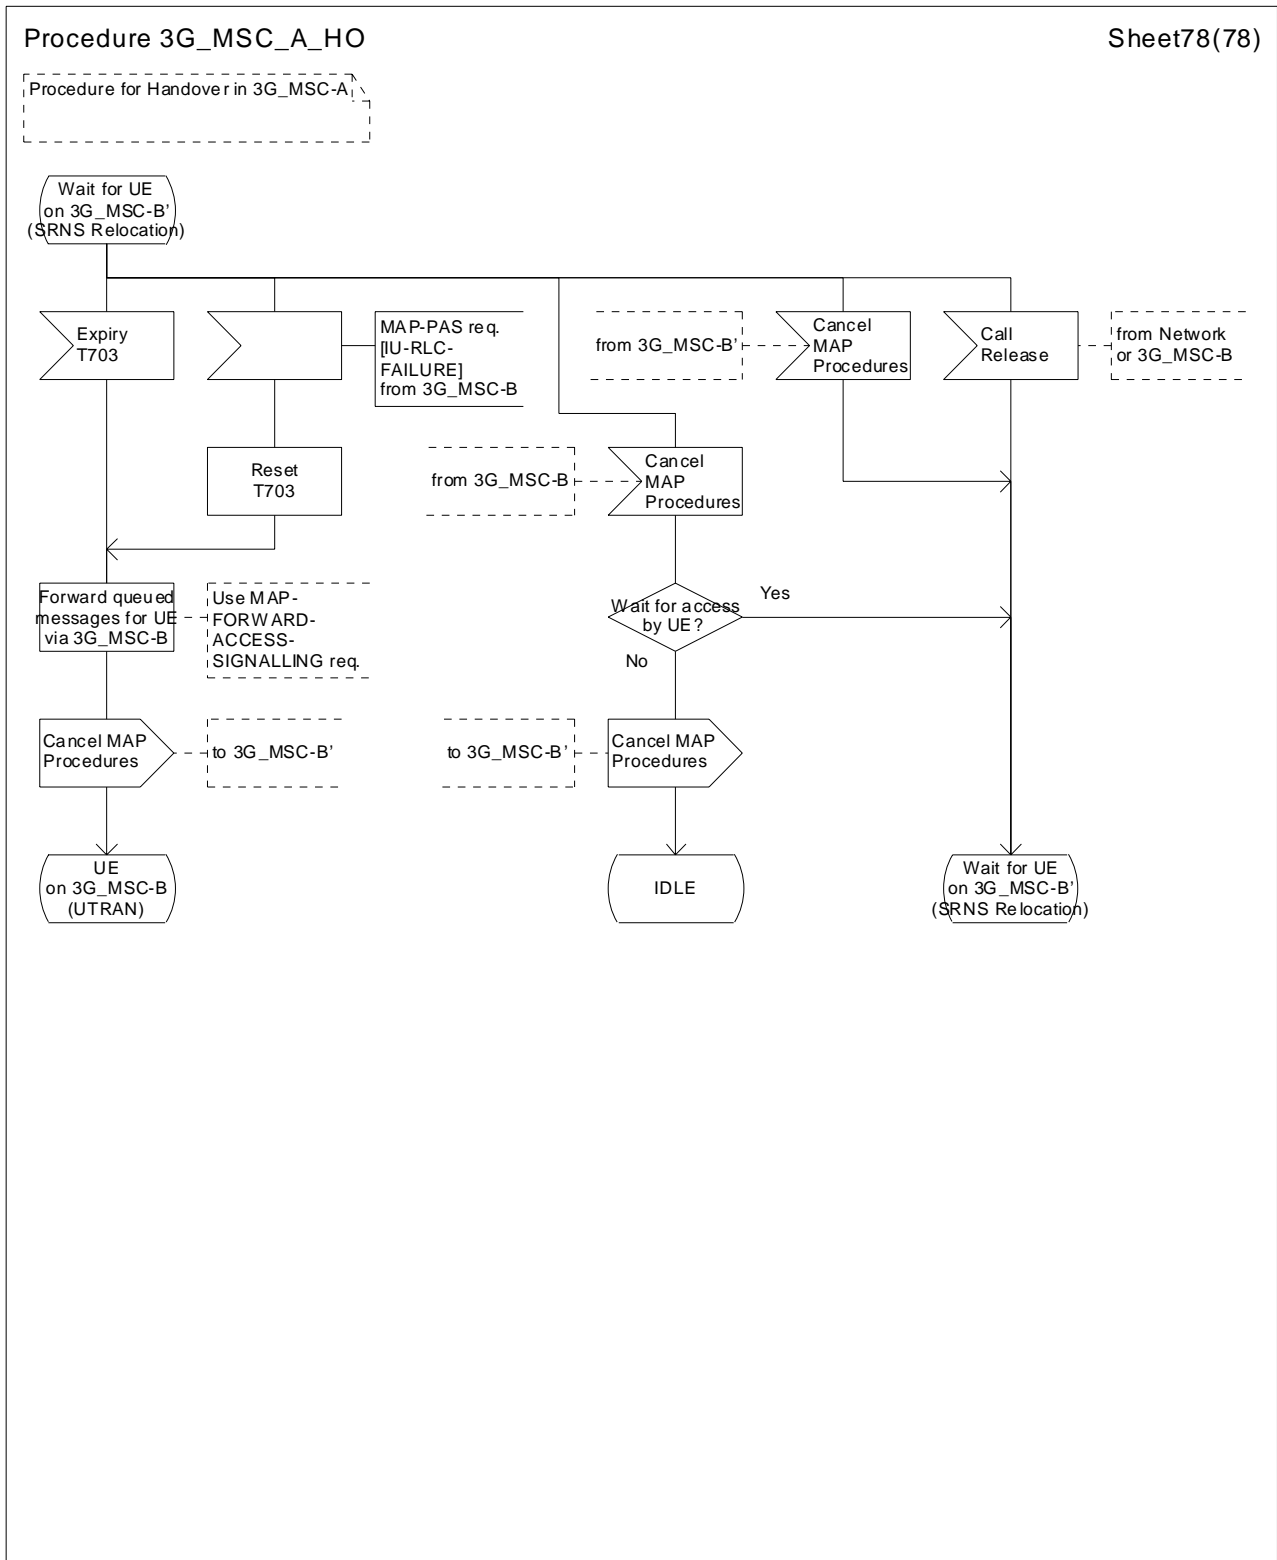 Procedure 3G_MSC_A_HO
Sheet78(78)
Procedure for Handover in 3G_MSC-A
Wait for UE
on 3G_MSC-B'
(SRNS Relocation)
Expiry
T703
MAP-PAS req.
[IU-RLC-
FAILURE]
from 3G_MSC-B
from 3G_MSC-B'
Cancel
MAP
Procedures
Call
Release
from Network
or 3G_MSC-B
Reset
T703
from 3G_MSC-B
Cancel
MAP
Procedures
Forward queued
messages for UE
via 3G_MSC-B
Use MAP-
FORWARD-
ACCESS-
SIGNALLING req.
Wait for access
by UE?
Yes
No
Cancel MAP
Procedures
to 3G_MSC-B'
to 3G_MSC-B'
Cancel MAP
Procedures
UE
on 3G_MSC-B
(UTRAN)
IDLE
Wait for UE
on 3G_MSC-B'
(SRNS Relocation)